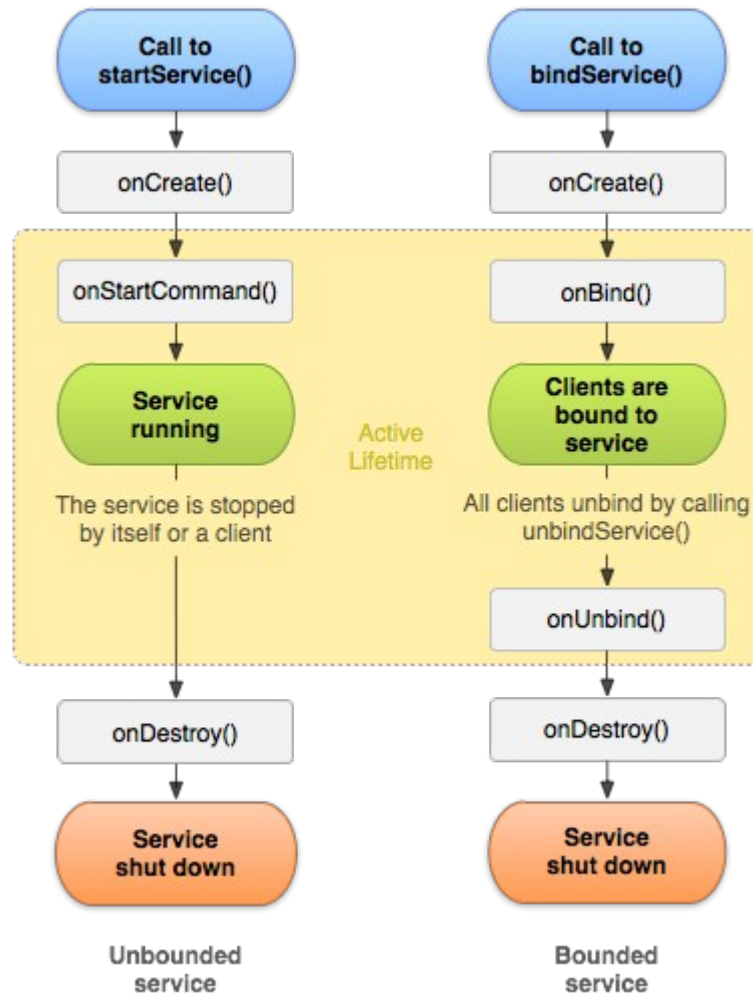 Call to
startService()
onCreate()
onStartCommand()
Service
running
The service is stopped
by itself or a client
onDestroy()
Service
shut down
Unbounded
service
Active
Lifetime
Call to
bindService()
onCreate()
onBind()
Clients are
bound to
service
All clients unbind by calling
unbindService()
onUnbind()
onDestroy()
Service
shut down
Bounded
service